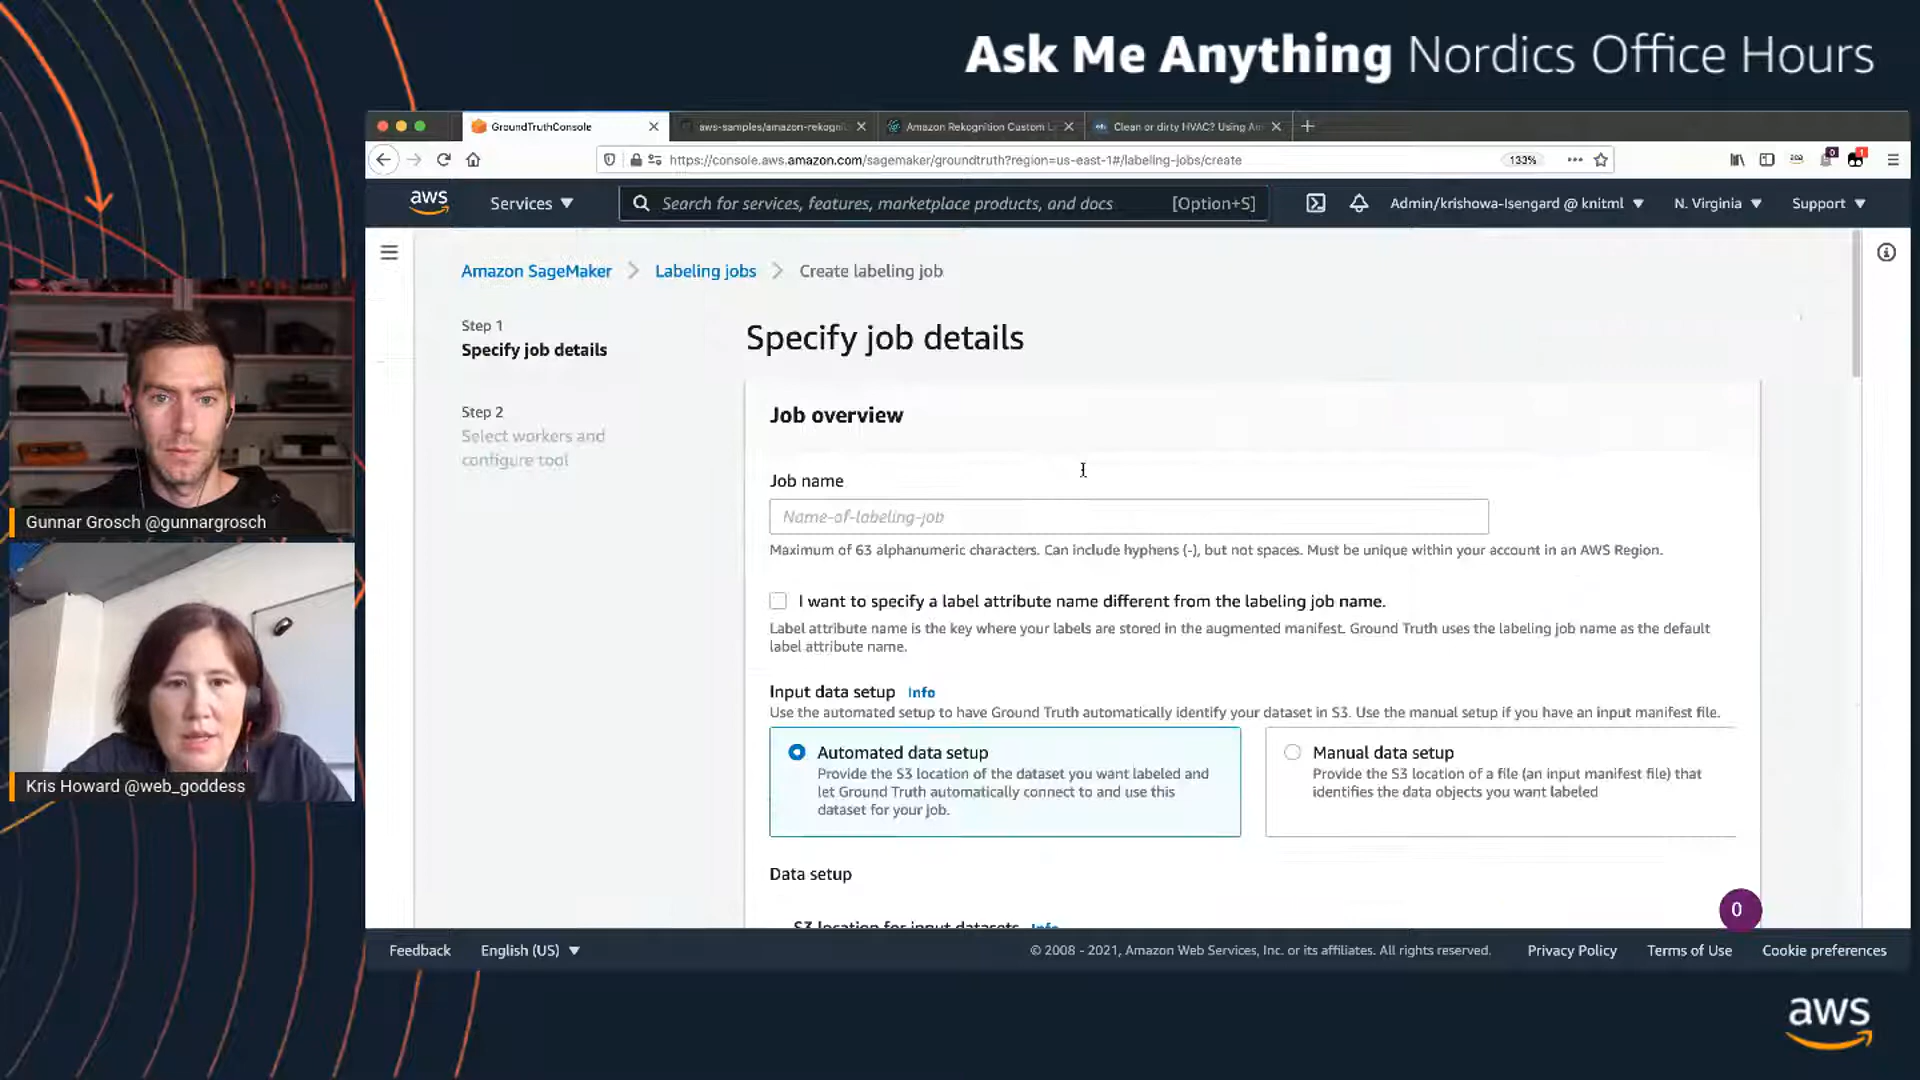 Ask Me Anything Nordics Office Hours
GroundTruthConsole
aws-samples/amazon-rekogni
Amazon Rekognition Custom L
Clean or dirty HVAC? Using Am
https://console.aws.amazon.com/sagemaker/groundtruth?region=us-east-1#/labeling-jobs/create
133%
aws
Services
Search for services, features, marketplace products, and docs
[Option+S]
Admin/krishowa-Isengard @ knitml
N. Virginia
Support
Amazon SageMaker
Labeling jobs
Create labeling job
Step 1
Specify job details
Step 2
Select workers and
configure tool
Specify job details
Job overview
Job name
Name-of-labeling-job
Maximum of 63 alphanumeric characters. Can include hyphens (-), but not spaces. Must be unique within your account in an AWS Region.
I want to specify a label attribute name different from the labeling job name.
Label attribute name is the key where your labels are stored in the augmented manifest. Ground Truth uses the labeling job name as the default
label attribute name.
Input data setup Info
Use the automated setup to have Ground Truth automatically identify your dataset in S3. Use the manual setup if you have an input manifest file.
Automated data setup
Provide the S3 location of the dataset you want labeled and
let Ground Truth automatically connect to and use this
dataset for your job.
Manual data setup
Provide the S3 location of a file (an input manifest file) that
identifies the data objects you want labeled
Data setup
S3 location for input datasets Info
0
Feedback
English (US)
© 2008 - 2021, Amazon Web Services, Inc. or its affiliates. All rights reserved.
Privacy Policy
Terms of Use
Cookie preferences
Gunnar Grosch @gunnargrosch
Kris Howard @web_goddess
aws